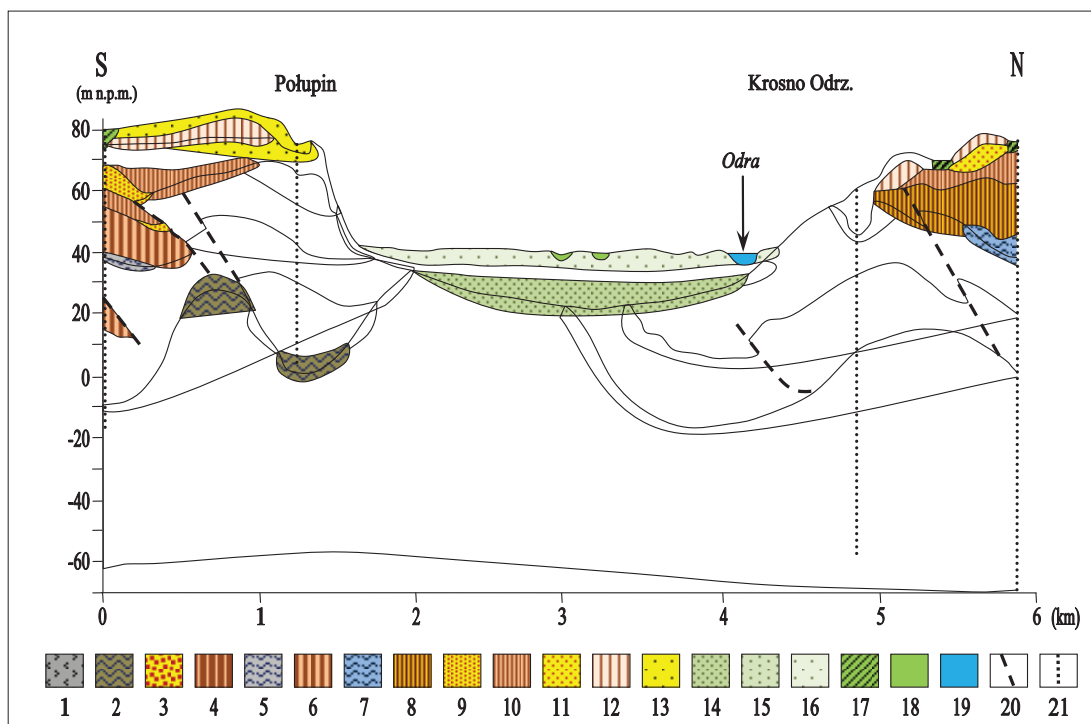 S
(m n.p.m.)
Połupin
Krosno Odrz.
N
Odra
80
60
40
20
0
-20
-40
-60
0 1 2 3 4 5 6 (km)
1 2 3 4 5 6 7 8 9 10 11 12 13 14 15 16 17 18 19 20 21